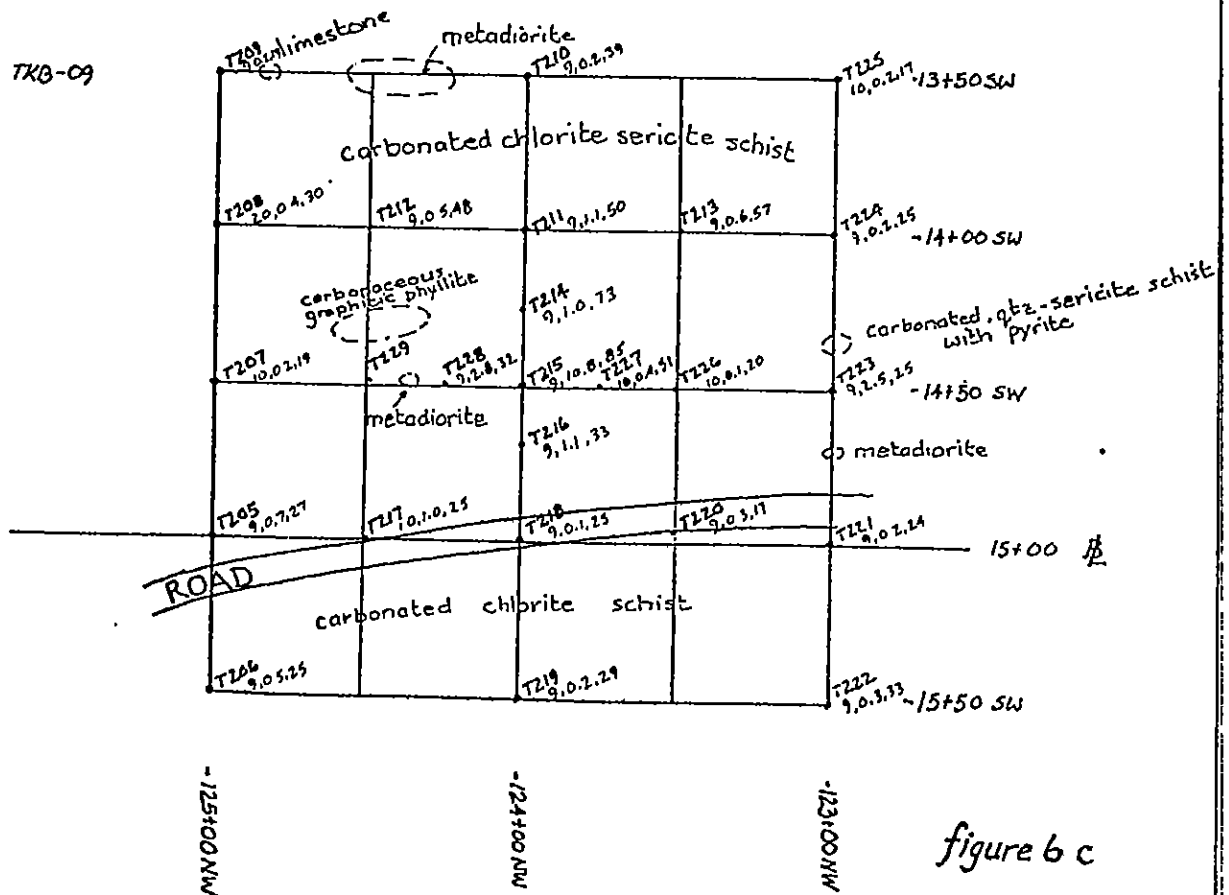 TKB-09
T209
limestone
metadiorite
T210
9,0.2,39
T225
10,0.2,17
-13+50 SW
carbonated chlorite sericite schist
T208
20,0.4,30
T212
9,0.5,48
T211 9,1.1,50
T213
9,0.6,57
T224
9,0.2,25
-14+00 SW
carbonaceous
graphitic phyllite
T214
9,1.0,73
carbonated, qtz-sericite schist
with pyrite
T207
10,0.2,19
T229
T228
9,2.8,32
T215
9,10.8,85
T227
10,0.4,51
T226
10,0.1,20
T223
9,2.5,25
-14+50 SW
metadiorite
T216
9,1.1,33
metadiorite
T205
9,0.7,27
T217 10,1.0,25
T218
9,0.1,25
T220
9,0.3,17
T221
9,0.2,24
15+00 BL
ROAD
carbonated chlorite schist
T206
9,0.5,25
T219
9,0.2,29
T222
9,0.3,33
-15+50 SW
-125+00NW
-124+00NW
-123+00NW
figure 6 c